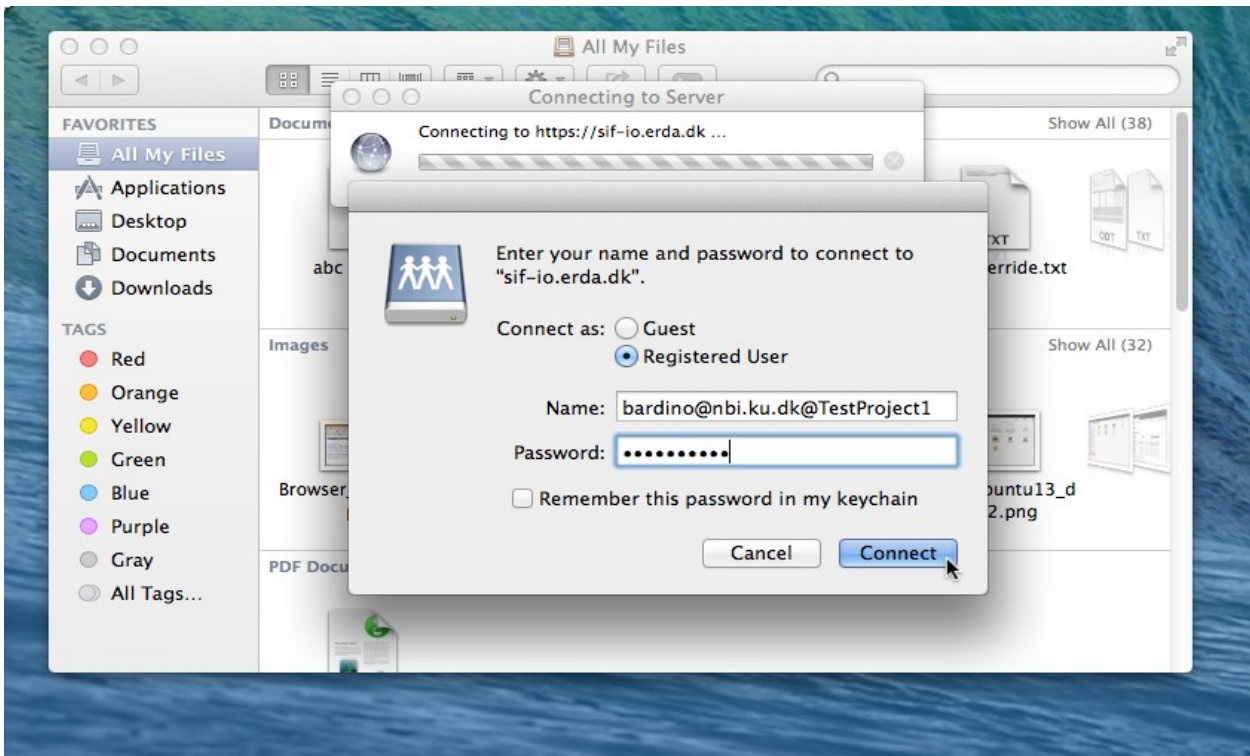 All My Files
Connecting to Server
FAVORITES
All My Files
Applications
Desktop
Documents
Downloads
TAGS
Red
Orange
Yellow
Green
Blue
Purple
Gray
All Tags...
Docume
Show All (38)
Connecting to https://sif-io.erda.dk ...
abc
TXT
ODT
TXT
erride.txt
Images
Show All (32)
Browser_
buntu13_d
2.png
PDF Docu
Enter your name and password to connect to
"sif-io.erda.dk".
Connect as:
Guest
Registered User
Name: bardino@nbi.ku.dk@TestProject1
Password: ••••••••••
Remember this password in my keychain
Cancel
Connect